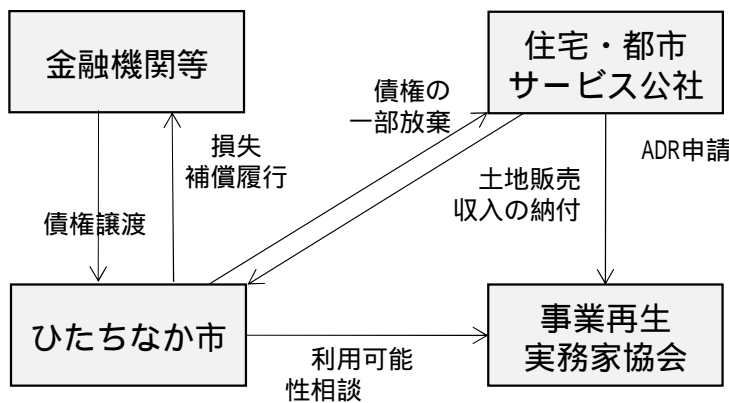 金融機関等
住宅・都市
サービス公社
債権の
一部放棄
損失
補償履行
ADR申請
土地販売
収入の納付
債権譲渡
ひたちなか市
事業再生
実務家協会
利用可能
性相談